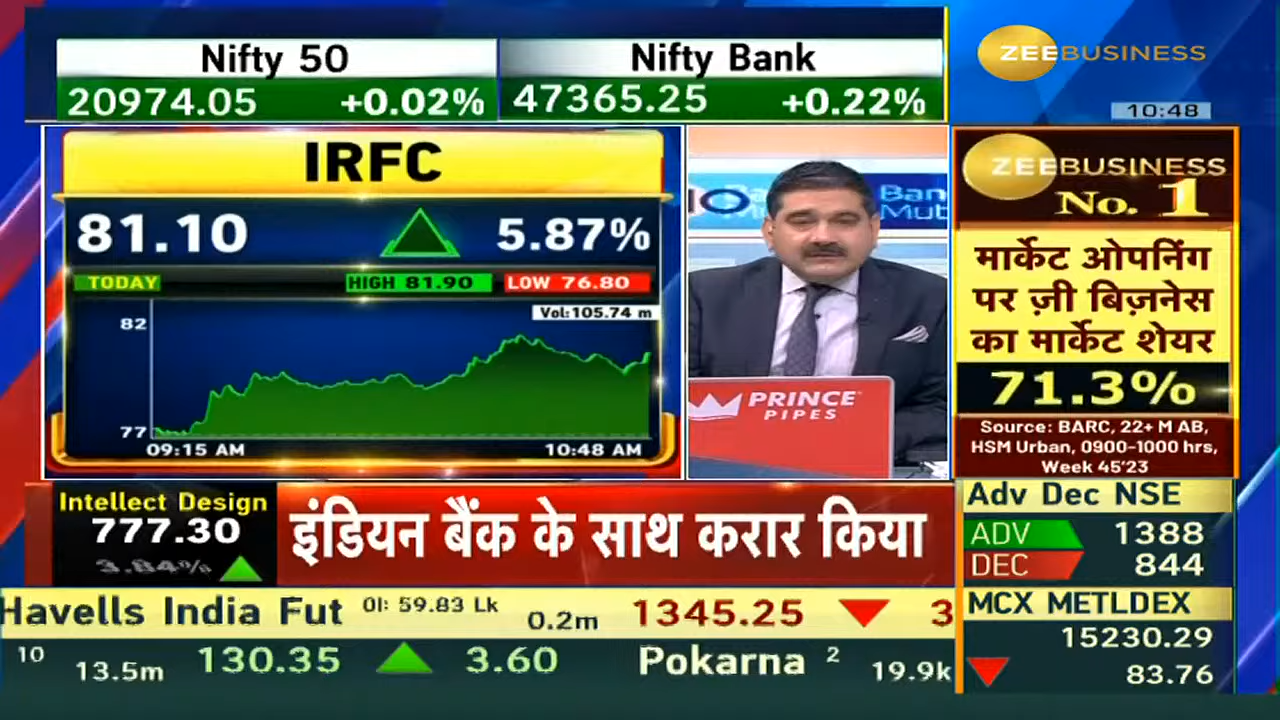 Nifty 50
20974.05 +0.02%
Nifty Bank
47365.25 +0.22%
ZEEBUSINESS
10:48
IRFC
81.10 5.87%
TODAY HIGH 81.90 LOW 76.80
Vol:105.74 m
82
77
09:15 AM 10:48 AM
Ban
Mut
PRINCE
PIPES
ZEEBUSINESS
No. 1
मार्केट ओपनिंग
पर ज़ी बिज़नेस
का मार्केट शेयर
71.3%
Source: BARC, 22+ M AB,
HSM Urban, 0900-1000 hrs,
Week 45'23
Intellect Design
777.30
3.84%
इंडियन बैंक के साथ करार किया
Adv Dec NSE
ADV 1388
DEC 844
MCX METLDEX
15230.29
83.76
Havells India Fut OI: 59.83 Lk 0.2m 1345.25 3
10 13.5m 130.35 3.60 Pokarna 2 19.9k